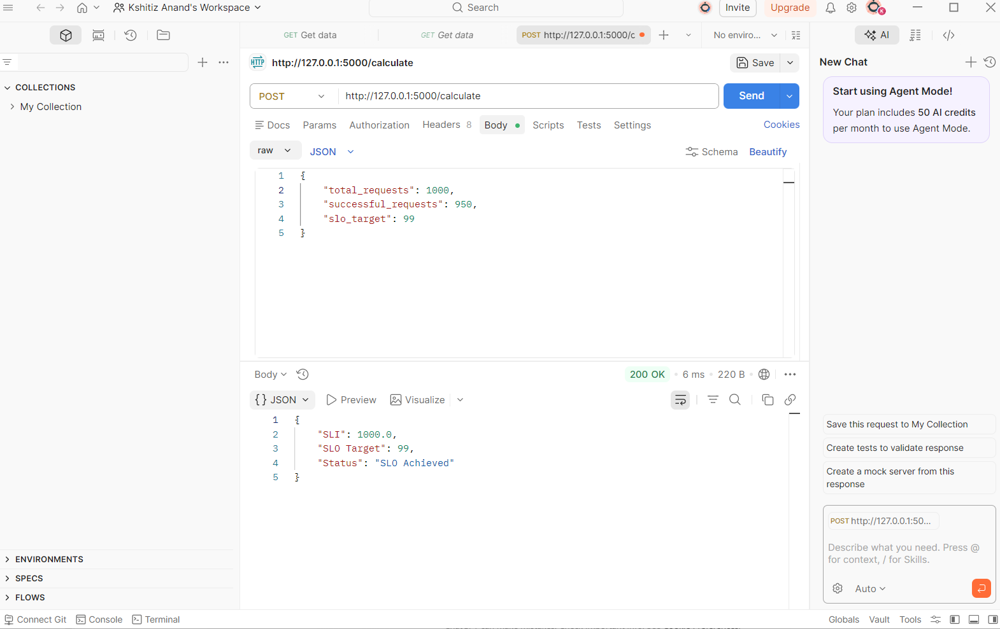 Kshitiz Anand's Workspace
Search
Invite
Upgrade
K
GET Get data
GET Get data
POST http://127.0.0.1:5000/c
No enviro...
AI
HTTP http://127.0.0.1:5000/calculate
Save
New Chat
COLLECTIONS
My Collection
POST http://127.0.0.1:5000/calculate
Send
Start using Agent Mode!
Your plan includes 50 AI credits
per month to use Agent Mode.
Docs Params Authorization Headers 8 Body Scripts Tests Settings Cookies
raw JSON Schema Beautify
1 {
2 "total_requests": 1000,
3 "successful_requests": 950,
4 "slo_target": 99
5 }
Body 200 OK 6 ms 220 B
{} JSON Preview Visualize
1 {
2 "SLI": 1000.0,
3 "SLO Target": 99,
4 "Status": "SLO Achieved"
5 }
Save this request to My Collection
Create tests to validate response
Create a mock server from this
response
POST http://127.0.0.1:50...
Describe what you need. Press @
for context, / for Skills.
Auto
ENVIRONMENTS
SPECS
FLOWS
Connect Git Console Terminal
Globals Vault Tools